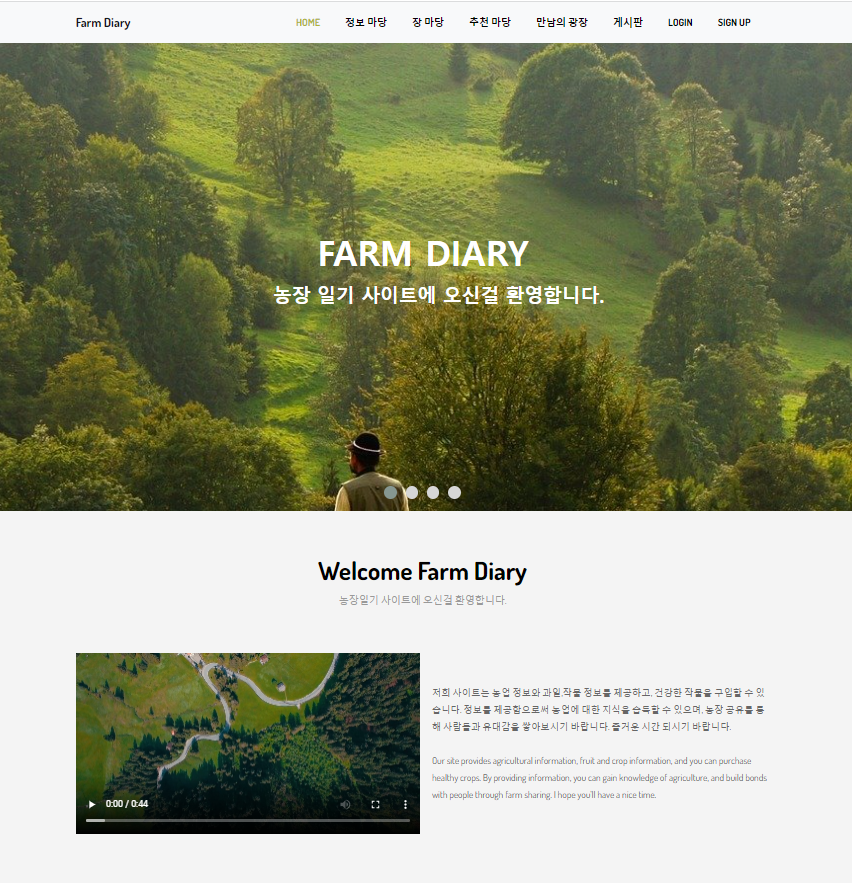 Farm Diary
HOME 정보 마당 장 마당 추천 마당 만남의 광장 게시판 LOGIN SIGN UP
FARM DIARY
농장 일기 사이트에 오신걸 환영합니다.
Welcome Farm Diary
농장일기 사이트에 오신걸 환영합니다.
0:00 / 0:44
저희 사이트는 농업 정보와 과일,작물 정보를 제공하고, 건강한 작물을 구입할 수 있
습니다. 정보를 제공함으로써 농업에 대한 지식을 습득할 수 있으며, 농장 공유를 통
해 사람들과 유대감을 쌓아보시기 바랍니다. 즐거운 시간 되시기 바랍니다.
Our site provides agricultural information, fruit and crop information, and you can purchase
healthy crops. By providing information, you can gain knowledge of agriculture, and build bonds
with people through farm sharing. I hope you'll have a nice time.